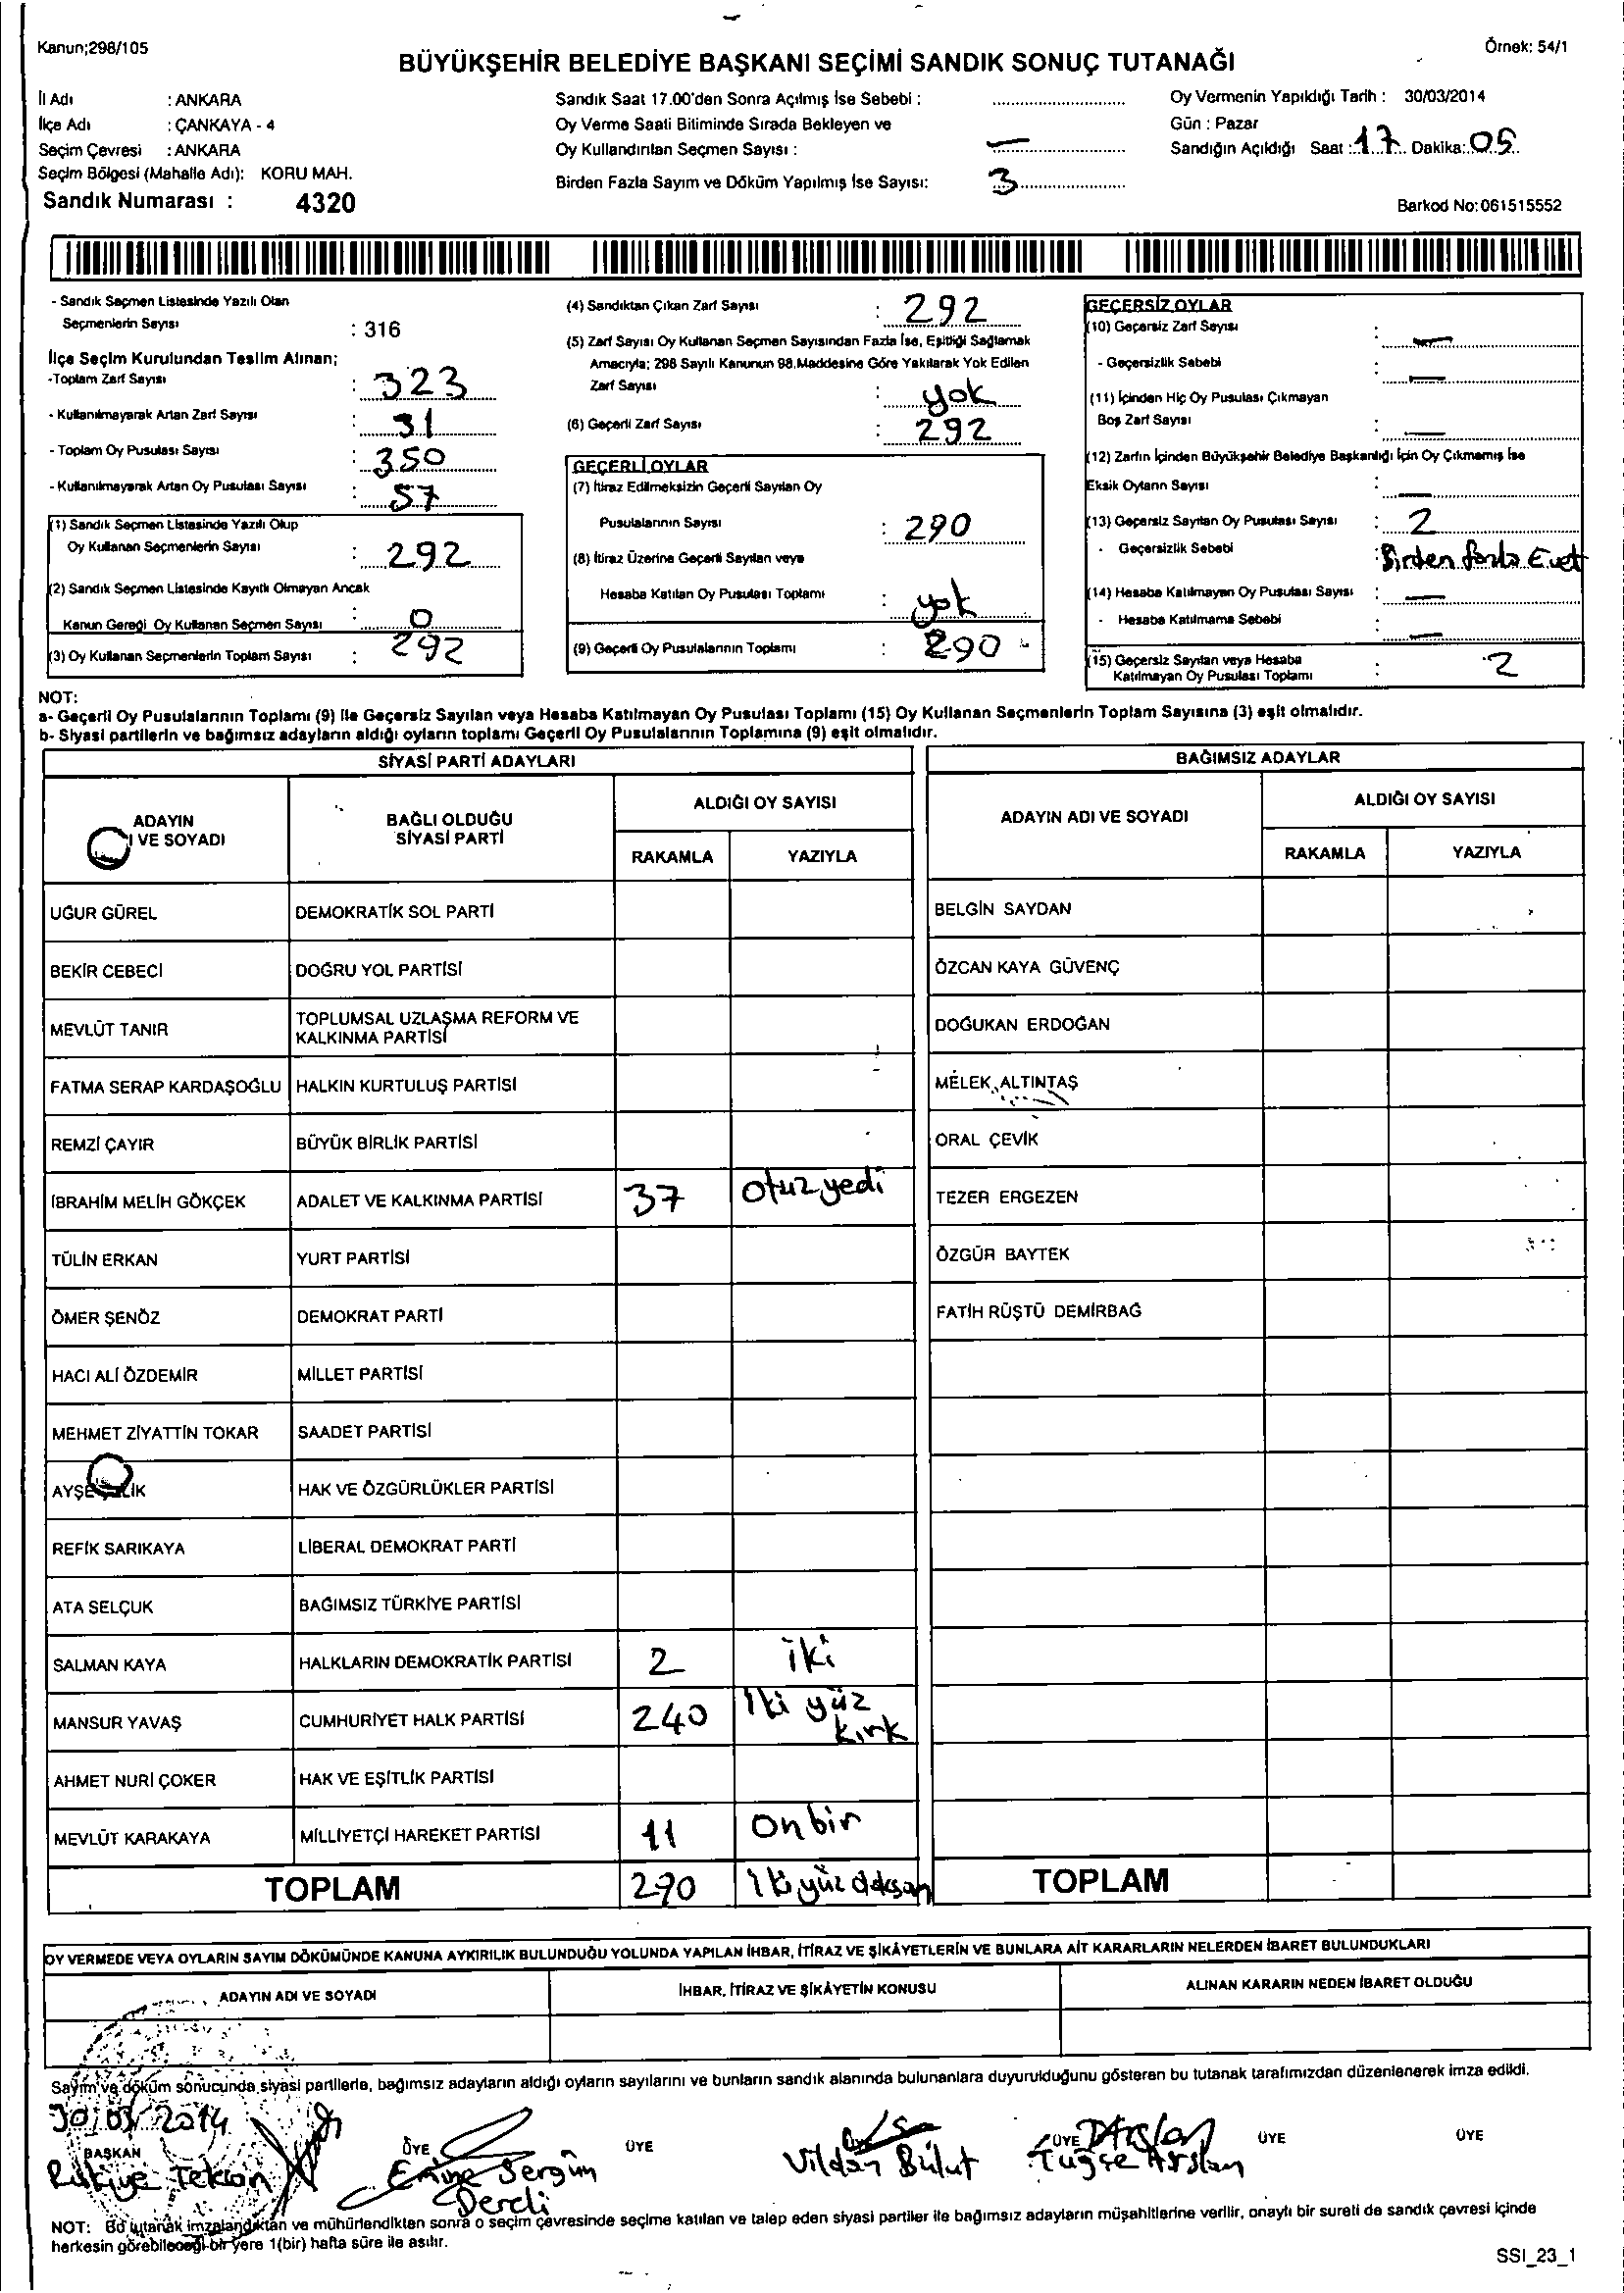 Kanun;298/105
Örnek: 54/1
BÜYÜKŞEHİR BELEDİYE BAŞKANI SEÇİMİ SANDIK SONUÇ TUTANAĞI
İl Adı : ANKARA
İlçe Adı : ÇANKAYA - 4
Seçim Çevresi : ANKARA
Seçim Bölgesi (Mahalle Adı): KORU MAH.
Sandık Numarası : 4320
Sandık Saat 17.00'den Sonra Açılmış İse Sebebi :
Oy Verme Saati Bitiminde Sırada Bekleyen ve
Oy Kullandırılan Seçmen Sayısı : —
Birden Fazla Sayım ve Döküm Yapılmış İse Sayısı: 3
Oy Vermenin Yapıldığı Tarih : 30/03/2014
Gün : Pazar
Sandığın Açıldığı Saat : 17 Dakika: 05
Barkod No:061515552
- Sandık Seçmen Listesinde Yazılı Olan
Seçmenlerin Sayısı : 316
İlçe Seçim Kurulundan Teslim Alınan;
-Toplam Zarf Sayısı : 323
- Kullanılmayarak Artan Zarf Sayısı : 31
- Toplam Oy Pusulası Sayısı : 350
- Kullanılmayarak Artan Oy Pusulası Sayısı : 57
(1) Sandık Seçmen Listesinde Yazılı Olup
Oy Kullanan Seçmenlerin Sayısı : 292
(2) Sandık Seçmen Listesinde Kayıtlı Olmayan Ancak
Kanun Gereği Oy Kullanan Seçmen Sayısı : 0
(3) Oy Kullanan Seçmenlerin Toplam Sayısı : 292
(4) Sandıktan Çıkan Zarf Sayısı : 292
(5) Zarf Sayısı Oy Kullanan Seçmen Sayısından Fazla İse, Eşitliği Sağlamak
Amacıyla; 298 Sayılı Kanunun 98.Maddesine Göre Yakılarak Yok Edilen
Zarf Sayısı : yok
(6) Geçerli Zarf Sayısı : 292
GEÇERLİ OYLAR
(7) İtiraz Edilmeksizin Geçerli Sayılan Oy
Pusulalarının Sayısı : 290
(8) İtiraz Üzerine Geçerli Sayılan veya
Hesaba Katılan Oy Pusulası Toplamı : yok
(9) Geçerli Oy Pusulalarının Toplamı : 290
GEÇERSİZ OYLAR
(10) Geçersiz Zarf Sayısı : —
- Geçersizlik Sebebi : —
(11) İçinden Hiç Oy Pusulası Çıkmayan
Boş Zarf Sayısı : —
(12) Zarfın İçinden Büyükşehir Belediye Başkanlığı İçin Oy Çıkmamış İse
Eksik Oyların Sayısı : —
(13) Geçersiz Sayılan Oy Pusulası Sayısı : 2
- Geçersizlik Sebebi : Birden fazla Evet
(14) Hesaba Katılmayan Oy Pusulası Sayısı : —
- Hesaba Katılmama Sebebi : —
(15) Geçersiz Sayılan veya Hesaba
Katılmayan Oy Pusulası Toplamı : 2
NOT:
a- Geçerli Oy Pusulalarının Toplamı (9) ile Geçersiz Sayılan veya Hesaba Katılmayan Oy Pusulası Toplamı (15) Oy Kullanan Seçmenlerin Toplam Sayısına (3) eşit olmalıdır.
b- Siyasi partilerin ve bağımsız adayların aldığı oyların toplamı Geçerli Oy Pusulalarının Toplamına (9) eşit olmalıdır.
SİYASİ PARTİ ADAYLARI
ADAYIN
I VE SOYADI
BAĞLI OLDUĞU
SİYASİ PARTİ
ALDIĞI OY SAYISI
RAKAMLA YAZIYLA
UĞUR GÜREL DEMOKRATİK SOL PARTİ
BEKİR CEBECİ DOĞRU YOL PARTİSİ
MEVLÜT TANIR TOPLUMSAL UZLAŞMA REFORM VE
KALKINMA PARTİSİ
FATMA SERAP KARDAŞOĞLU HALKIN KURTULUŞ PARTİSİ
REMZİ ÇAYIR BÜYÜK BİRLİK PARTİSİ
İBRAHİM MELİH GÖKÇEK ADALET VE KALKINMA PARTİSİ 37 otuz yedi
TÜLİN ERKAN YURT PARTİSİ
ÖMER ŞENÖZ DEMOKRAT PARTİ
HACI ALİ ÖZDEMİR MİLLET PARTİSİ
MEHMET ZİYATTİN TOKAR SAADET PARTİSİ
AYŞE HAK VE ÖZGÜRLÜKLER PARTİSİ
REFİK SARIKAYA LİBERAL DEMOKRAT PARTİ
ATA SELÇUK BAĞIMSIZ TÜRKİYE PARTİSİ
SALMAN KAYA HALKLARIN DEMOKRATİK PARTİSİ 2 iki
MANSUR YAVAŞ CUMHURİYET HALK PARTİSİ 240 iki yüz
kırk
AHMET NURİ ÇOKER HAK VE EŞİTLİK PARTİSİ
MEVLÜT KARAKAYA MİLLİYETÇİ HAREKET PARTİSİ 11 on bir
TOPLAM 290 iki yüz doksan
BAĞIMSIZ ADAYLAR
ADAYIN ADI VE SOYADI
ALDIĞI OY SAYISI
RAKAMLA YAZIYLA
BELGİN SAYDAN
ÖZCAN KAYA GÜVENÇ
DOĞUKAN ERDOĞAN
MELEK ALTINTAŞ
ORAL ÇEVİK
TEZER ERGEZEN
ÖZGÜR BAYTEK
FATİH RÜŞTÜ DEMİRBAĞ
TOPLAM
OY VERMEDE VEYA OYLARIN SAYIM DÖKÜMÜNDE KANUNA AYKIRILIK BULUNDUĞU YOLUNDA YAPILAN İHBAR, İTİRAZ VE ŞİKÂYETLERİN VE BUNLARA AİT KARARLARIN NELERDEN İBARET BULUNDUKLARI
ADAYIN ADI VE SOYADI İHBAR, İTİRAZ VE ŞİKÂYETİN KONUSU ALINAN KARARIN NEDEN İBARET OLDUĞU
Sayım ve döküm sonucunda siyasi partilerle, bağımsız adayların aldığı oyların sayılarını ve bunların sandık alanında bulunanlara duyurulduğunu gösteren bu tutanak tarafımızdan düzenlenerek imza edildi.
30/03/2014
BAŞKAN ÜYE ÜYE ÜYE ÜYE ÜYE ÜYE
Emine Sergün
Dereli
Vildan Bulut
Tuğçe Arslan
NOT: Bu tutanak imzalandıktan ve mühürlendikten sonra o seçim çevresinde seçime katılan ve talep eden siyasi partiler ile bağımsız adayların müşahitlerine verilir, onaylı bir sureti de sandık çevresi içinde
herkesin görebileceği bir yere 1(bir) hafta süre ile asılır.
SSI_23_1